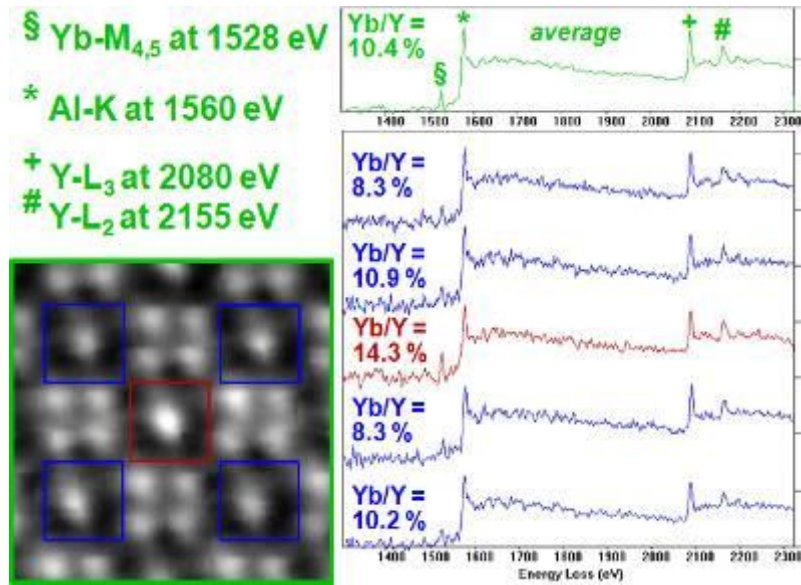 § Yb-M4,5 at 1528 eV
* Al-K at 1560 eV
+ Y-L3 at 2080 eV
# Y-L2 at 2155 eV
Yb/Y =
10.4%
average
§
*
+
#
1400 1500 1600 1700 1800 1900 2000 2100 2200 2300
Yb/Y =
8.3 %
Yb/Y =
10.9%
Yb/Y =
14.3%
Yb/Y =
8.3 %
Yb/Y =
10.2 %
1400 1500 1600 1700 1800 1900 2000 2100 2200 2300
Energy Loss (eV)